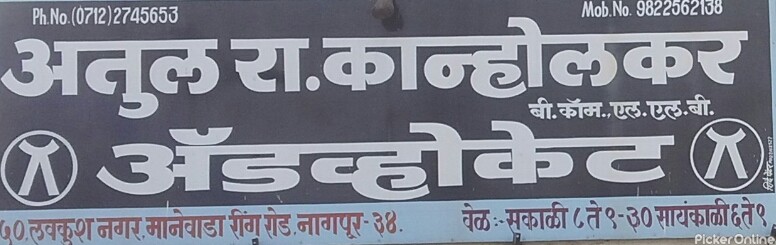 Ph.No.(0712)2745653 Mob.No. 9822562138
अतुल रा.कान्होलकर
बी.कॉम.,एल.एल.बी.
ॲडव्होकेट
५०,लवकुश नगर,मानेवाडा रींग रोड, नागपूर-३४. वेळ:-सकाळी ८ ते ९-३० सायंकाळी ६ ते ९
PickerOnline